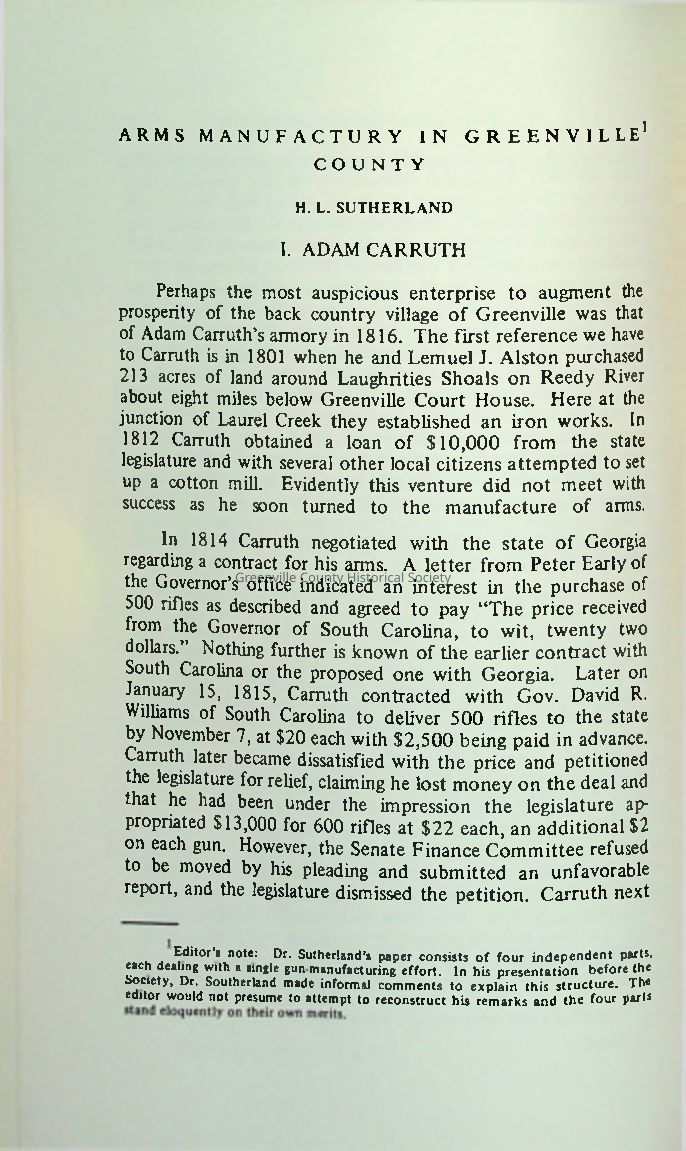 ARMS MANUFACTURY IN GREENVILLE¹
COUNTY
H. L. SUTHERLAND
I. ADAM CARRUTH
Perhaps the most auspicious enterprise to augment the
prosperity of the back country village of Greenville was that
of Adam Carruth's armory in 1816. The first reference we have
to Carruth is in 1801 when he and Lemuel J. Alston purchased
213 acres of land around Laughrities Shoals on Reedy River
about eight miles below Greenville Court House. Here at the
junction of Laurel Creek they established an iron works. In
1812 Carruth obtained a loan of $10,000 from the state
legislature and with several other local citizens attempted to set
up a cotton mill. Evidently this venture did not meet with
success as he soon turned to the manufacture of arms.
In 1814 Carruth negotiated with the state of Georgia
regarding a contract for his arms. A letter from Peter Early of
the Governor's office indicated an interest in the purchase of
Greenville County Historical Society
500 rifles as described and agreed to pay “The price received
from the Governor of South Carolina, to wit, twenty two
dollars.” Nothing further is known of the earlier contract with
South Carolina or the proposed one with Georgia. Later on
January 15, 1815, Carruth contracted with Gov. David R.
Williams of South Carolina to deliver 500 rifles to the state
by November 7, at $20 each with $2,500 being paid in advance.
Carruth later became dissatisfied with the price and petitioned
the legislature for relief, claiming he lost money on the deal and
that he had been under the impression the legislature ap-
propriated $13,000 for 600 rifles at $22 each, an additional $2
on each gun. However, the Senate Finance Committee refused
to be moved by his pleading and submitted an unfavorable
report, and the legislature dismissed the petition. Carruth next
¹Editor's note: Dr. Sutherland's paper consists of four independent parts,
each dealing with a single gun-manufacturing effort. In his presentation before the
Society, Dr. Southerland made informal comments to explain this structure. The
editor would not presume to attempt to reconstruct his remarks and the four parts
stand eloquently on their own merits.